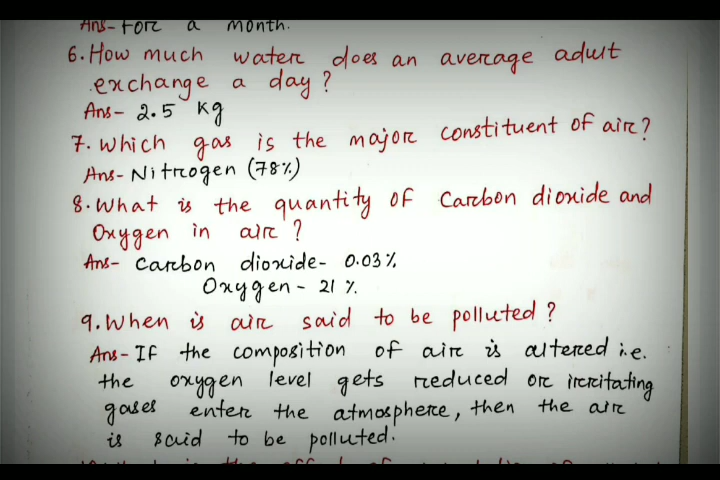 Ans- For a month.
6. How much water does an average adult
exchange a day?
Ans- 2.5 kg
7. Which gas is the major constituent of air?
Ans- Nitrogen (78%)
8. What is the quantity of Carbon dioxide and
Oxygen in air?
Ans- Carbon dioxide- 0.03%
Oxygen- 21%.
9. When is air said to be polluted?
Ans- If the composition of air is altered i.e.
the oxygen level gets reduced or irritating
gases enter the atmosphere, then the air
is said to be polluted.